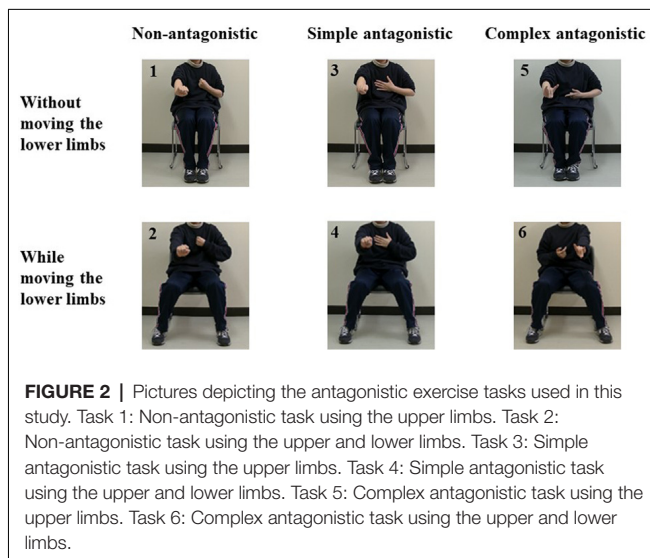 Non-antagonistic Simple antagonistic Complex antagonistic
1 3 5
Without
moving the
lower limbs
2 4 6
While
moving the
lower limbs
FIGURE 2 | Pictures depicting the antagonistic exercise tasks used in this
study. Task 1: Non-antagonistic task using the upper limbs. Task 2:
Non-antagonistic task using the upper and lower limbs. Task 3: Simple
antagonistic task using the upper limbs. Task 4: Simple antagonistic task
using the upper and lower limbs. Task 5: Complex antagonistic task using the
upper limbs. Task 6: Complex antagonistic task using the upper and lower
limbs.